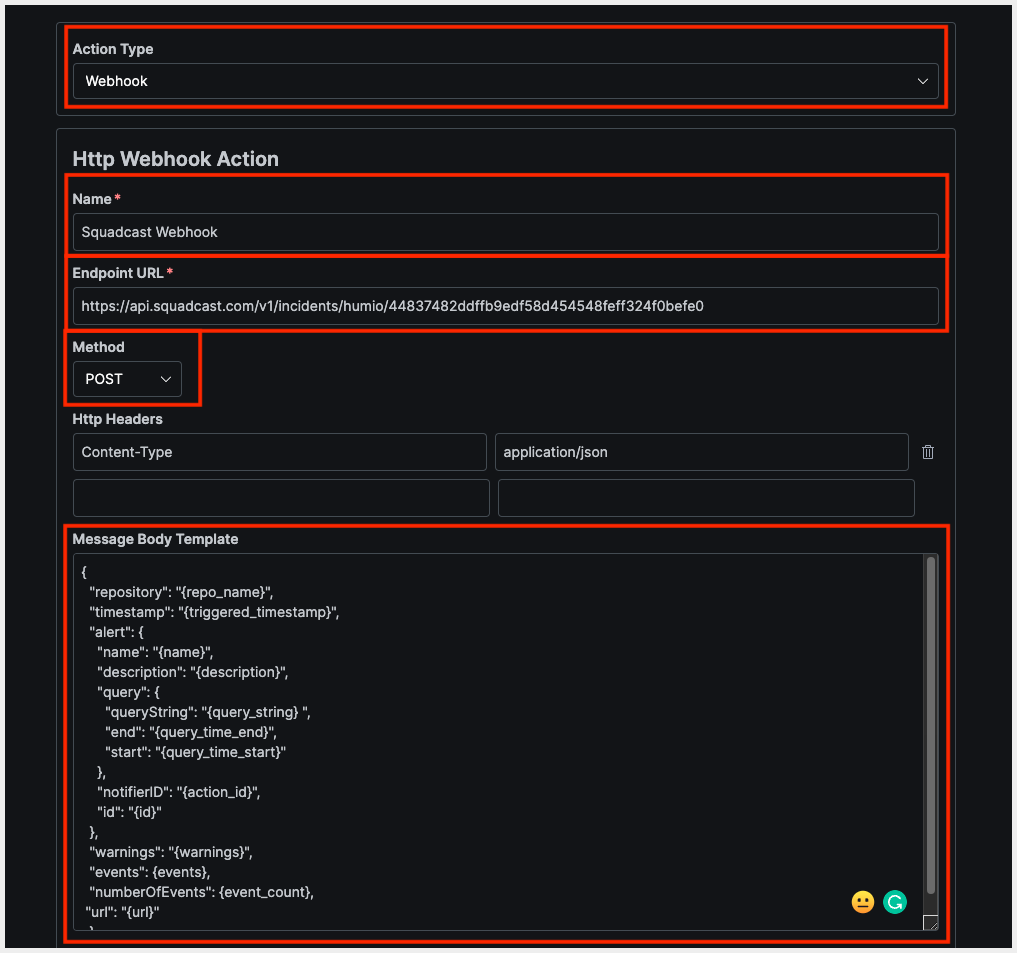 Action Type
Webhook
Http Webhook Action
Name *
Squadcast Webhook
Endpoint URL *
https://api.squadcast.com/v1/incidents/humio/44837482ddffb9edf58d454548feff324f0befe0
Method
POST
Http Headers
Content-Type application/json
Message Body Template
{
"repository": "{repo_name}",
"timestamp": "{triggered_timestamp}",
"alert": {
"name": "{name}",
"description": "{description}",
"query": {
"queryString": "{query_string} ",
"end": "{query_time_end}",
"start": "{query_time_start}"
},
"notifierID": "{action_id}",
"id": "{id}"
},
"warnings": "{warnings}",
"events": {events},
"numberOfEvents": {event_count},
"url": "{url}"
}